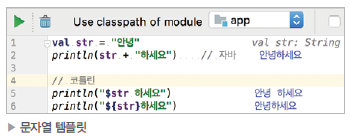 Use classpath of module app
1 val str = "안녕" val str: String
2 println(str + "하세요") // 자바 안녕하세요
3
4 // 코틀린
5 println("$str 하세요") 안녕 하세요
6 println("${str}하세요") 안녕하세요
▶ 문자열 템플릿